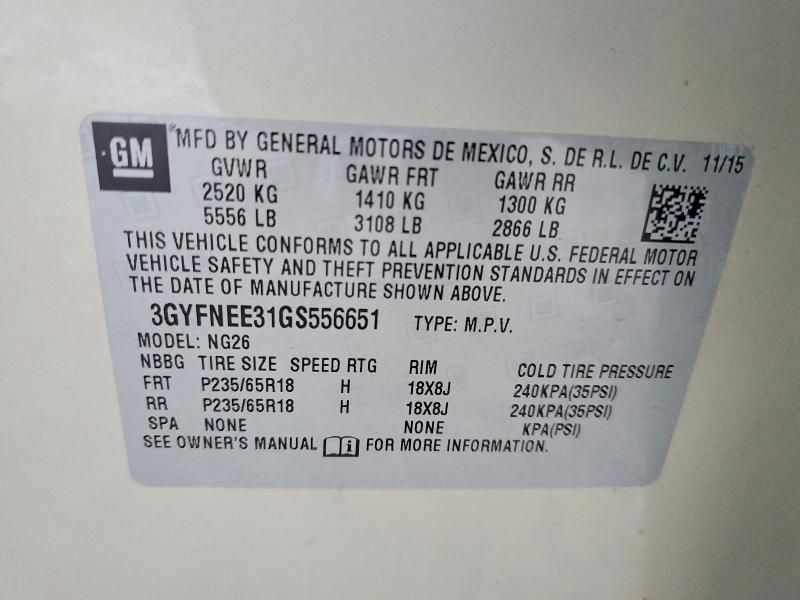 GM ® MFD BY GENERAL MOTORS DE MEXICO, S. DE R.L. DE C.V. 11/15
GVWR GAWR FRT GAWR RR
2520 KG 1410 KG 1300 KG
5556 LB 3108 LB 2866 LB
THIS VEHICLE CONFORMS TO ALL APPLICABLE U.S. FEDERAL MOTOR
VEHICLE SAFETY AND THEFT PREVENTION STANDARDS IN EFFECT ON
THE DATE OF MANUFACTURE SHOWN ABOVE.
3GYFNEE31GS556651 TYPE: M.P.V.
MODEL: NG26
NBBG TIRE SIZE SPEED RTG RIM COLD TIRE PRESSURE
FRT P235/65R18 H 18X8J 240KPA(35PSI)
RR P235/65R18 H 18X8J 240KPA(35PSI)
SPA NONE NONE KPA(PSI)
SEE OWNER'S MANUAL i FOR MORE INFORMATION.